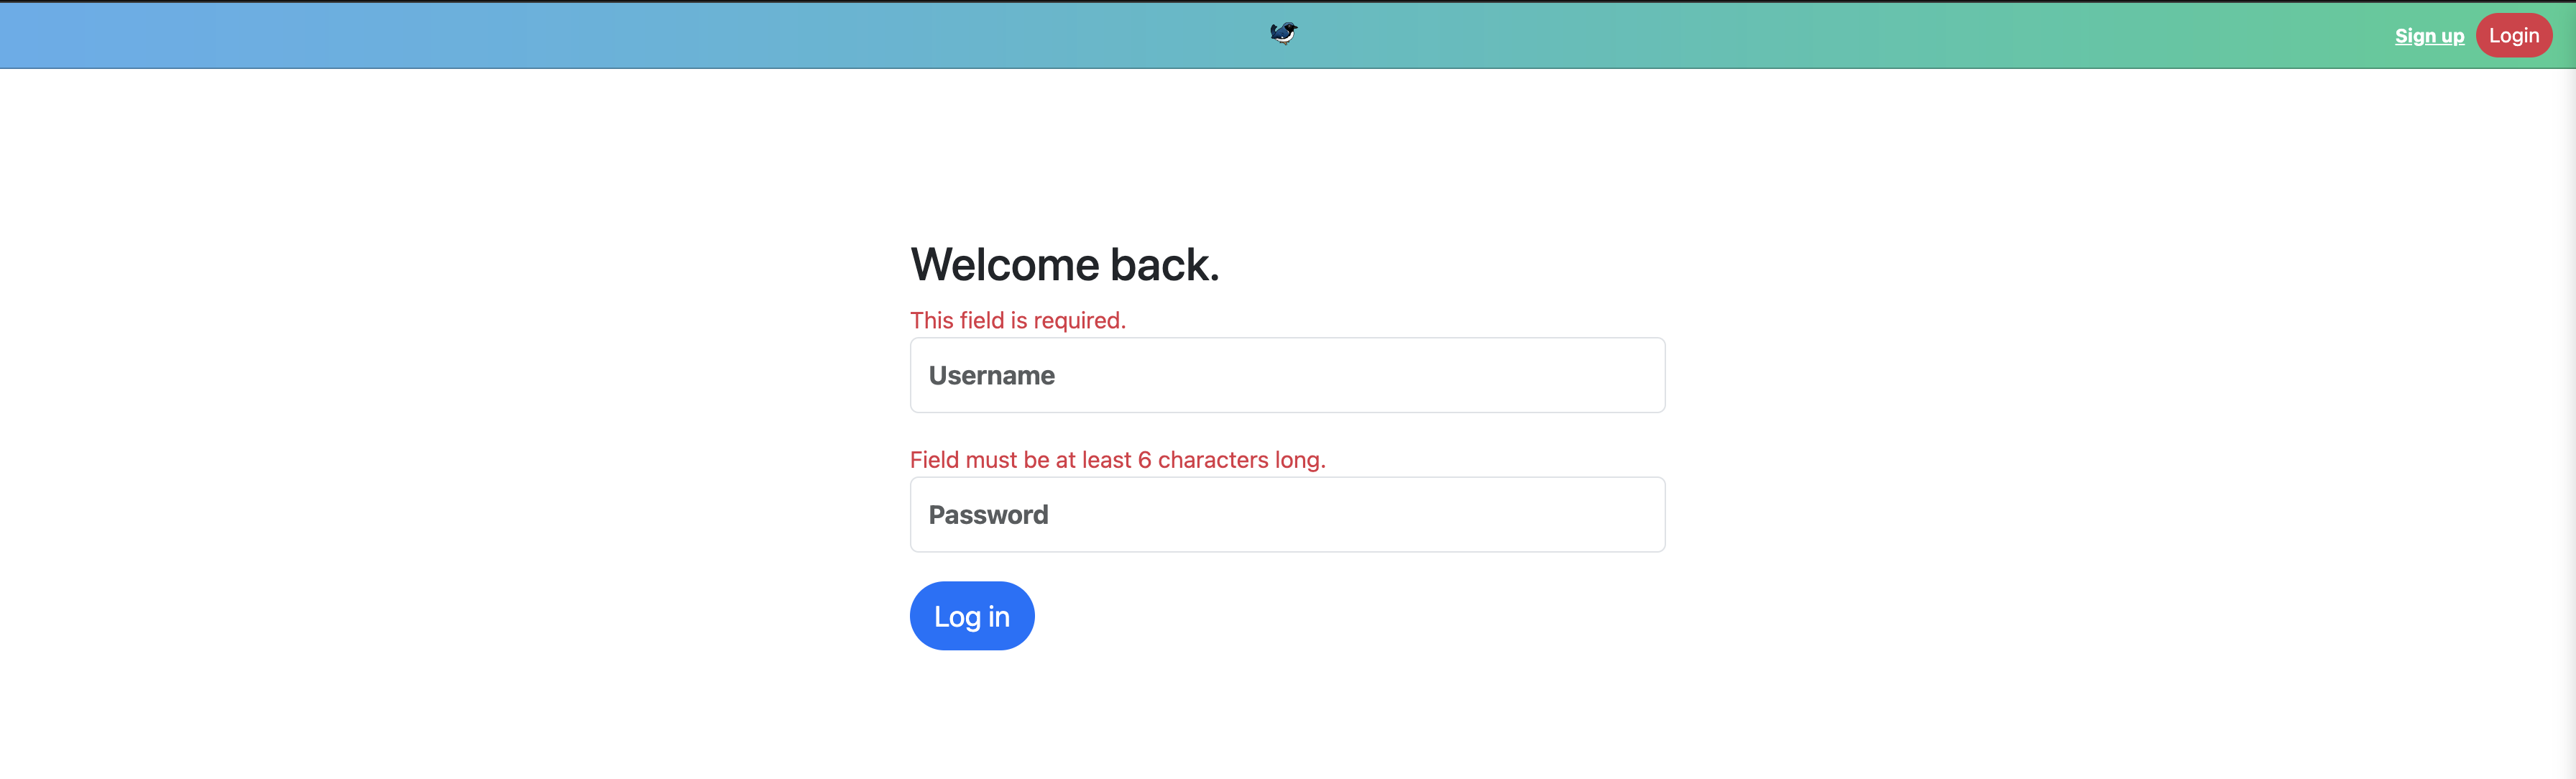 Sign up Login
Welcome back.
This field is required.
Username
Field must be at least 6 characters long.
Password
Log in